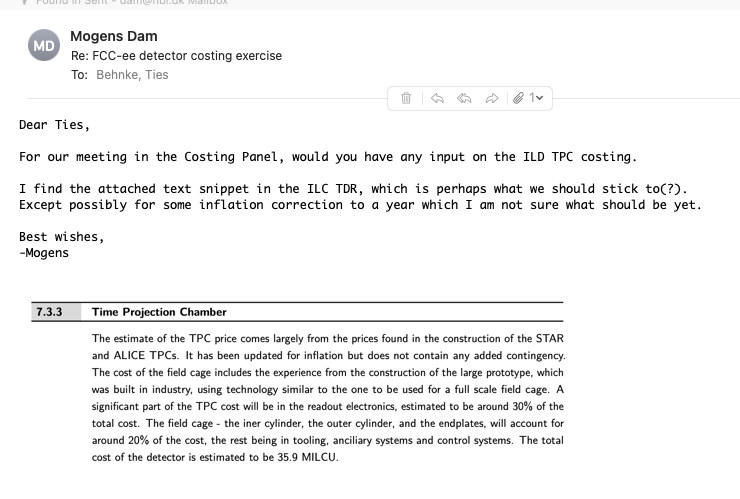 Found in Sent - dam@nbi.dk Mailbox
MD
Mogens Dam
Re: FCC-ee detector costing exercise
To: Behnke, Ties
1
Dear Ties,
For our meeting in the Costing Panel, would you have any input on the ILD TPC costing.
I find the attached text snippet in the ILC TDR, which is perhaps what we should stick to(?).
Except possibly for some inflation correction to a year which I am not sure what should be yet.
Best wishes,
-Mogens
7.3.3 Time Projection Chamber
The estimate of the TPC price comes largely from the prices found in the construction of the STAR
and ALICE TPCs. It has been updated for inflation but does not contain any added contingency.
The cost of the field cage includes the experience from the construction of the large prototype, which
was built in industry, using technology similar to the one to be used for a full scale field cage. A
significant part of the TPC cost will be in the readout electronics, estimated to be around 30% of the
total cost. The field cage - the iner cylinder, the outer cylinder, and the endplates, will account for
around 20% of the cost, the rest being in tooling, anciliary systems and control systems. The total
cost of the detector is estimated to be 35.9 MILCU.